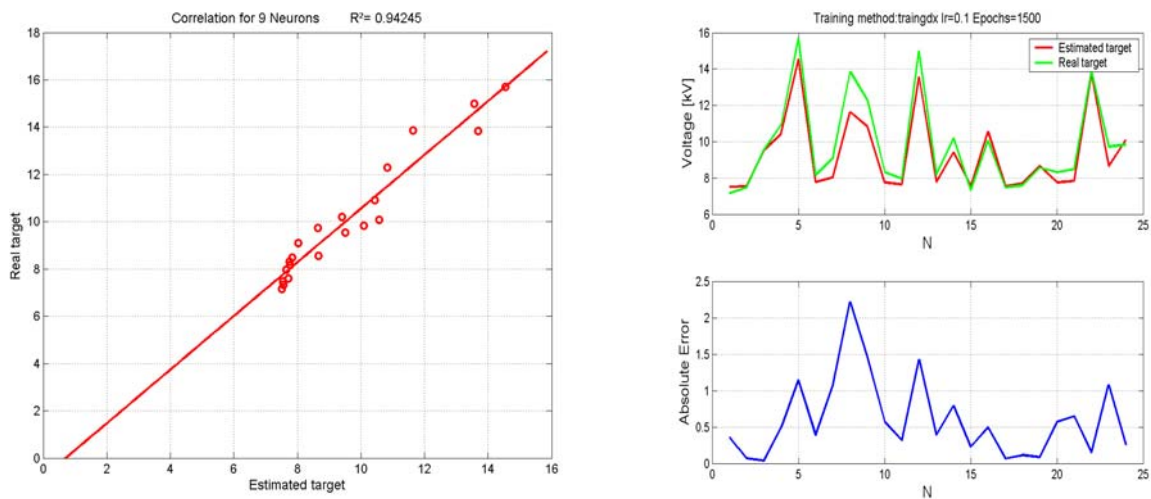 Correlation for 9 Neurons R²= 0.94245
18
16
14
12
10
8
6
4
2
0
Real target
0 2 4 6 8 10 12 14 16
Estimated target
Training method:traingdx lr=0.1 Epochs=1500
Estimated target
Real target
16
14
12
10
8
6
Voltage [kV]
0 5 10 15 20 25
N
2.5
2
1.5
1
0.5
0
Absolute Error
0 5 10 15 20 25
N